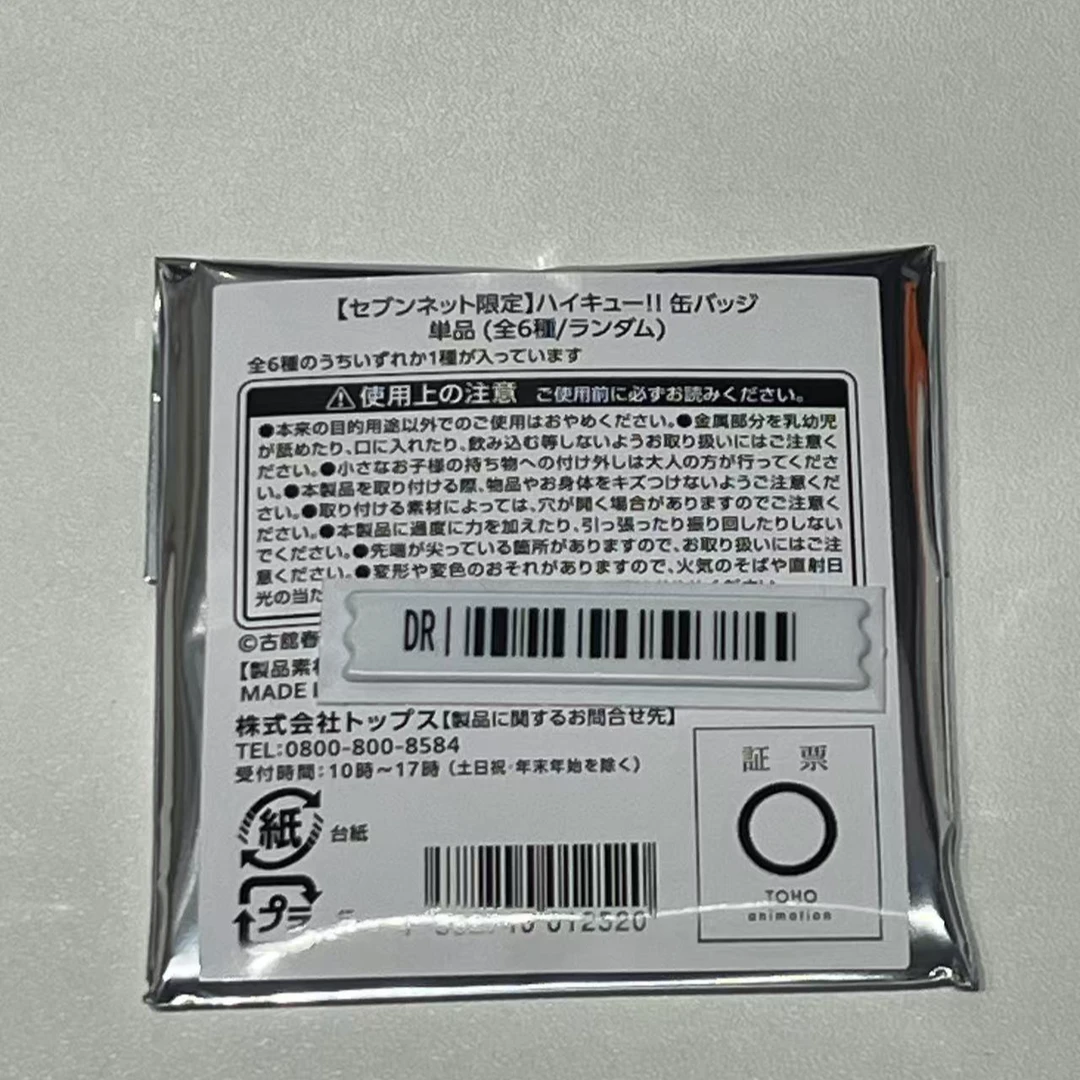 【セブンネット限定】ハイキュー!! 缶バッジ
単品 (全6種/ランダム)
全6種のうちいずれか1種が入っています
⚠使用上の注意 ご使用前に必ずお読みください。
●本来の目的用途以外でのご使用はおやめください。●金属部分を乳幼児
が舐めたり、口に入れたり、飲み込む等しないようお取り扱いにはご注意く
ださい。●小さなお子様の持ち物への付け外しは大人の方が行ってくださ
い。●本製品を取り付ける際、物品やお身体をキズつけないようご注意くだ
さい。●取り付ける素材によっては、穴が開く場合がありますのでご注意く
ださい。●本製品に過度に力を加えたり、引っ張ったり振り回したりしない
でください。●先端が尖っている箇所がありますので、お取り扱いにはご注
意ください。●変形や変色のおそれがありますので、火気のそばや直射日
光の当た
DR
©古舘春
【製品素材
MADE I
株式会社トップス【製品に関するお問合せ先】
TEL:0800-800-8584
受付時間:10時〜17時 (土日祝・年末年始を除く)
紙 台紙
プラ
012520
証 票
TOHO
animation